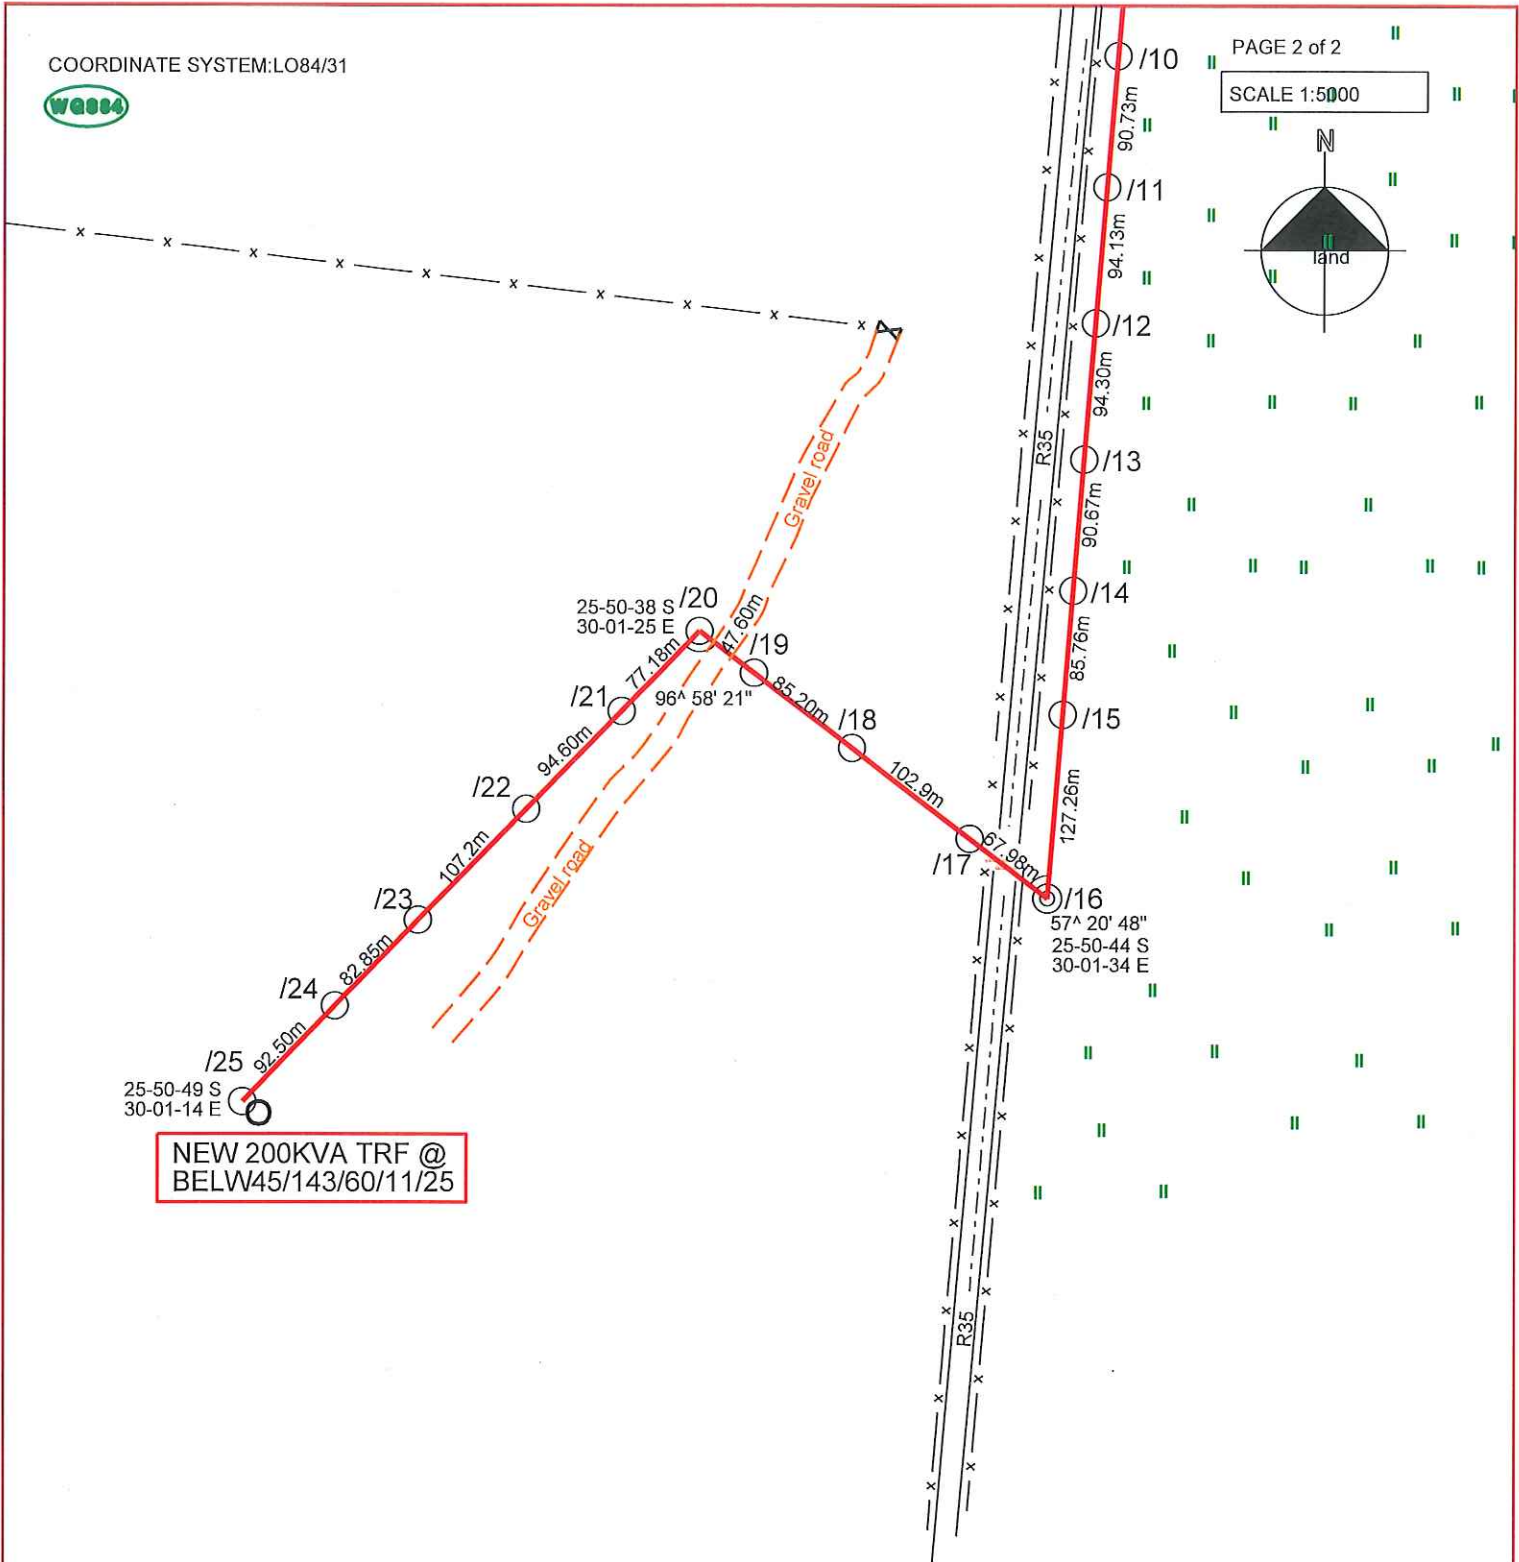 COORDINATE SYSTEM:LO84/31
WQ884
PAGE 2 of 2
SCALE 1:5000
N
land
/10
90.73m
/11
94.13m
/12
94.30m
/13
90.67m
/14
85.76m
/15
127.26m
/16
57^ 20' 48"
25-50-44 S
30-01-34 E
67.98m
/17
102.9m
/18
85.20m
/19
47.60m
/20
25-50-38 S
30-01-25 E
96^ 58' 21"
77.18m
/21
94.60m
/22
107.2m
/23
82.85m
/24
92.50m
/25
25-50-49 S
30-01-14 E
NEW 200KVA TRF @
BELW45/143/60/11/25
Gravel road
Gravel road
R35
R35